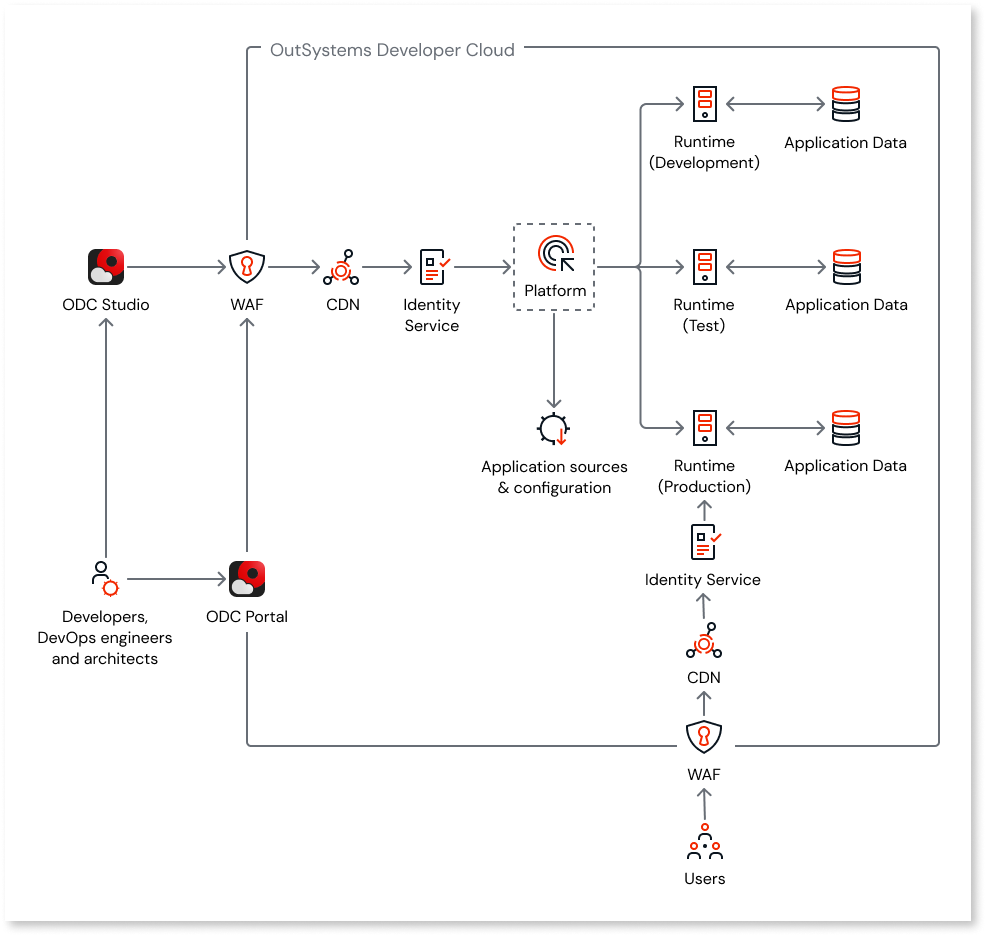 OutSystems Developer Cloud
Runtime
(Development)
Application Data
ODC Studio
WAF
CDN
Identity
Service
Platform
Runtime
(Test)
Application Data
Application sources
& configuration
Runtime
(Production)
Application Data
Developers,
DevOps engineers
and architects
ODC Portal
Identity Service
CDN
WAF
Users